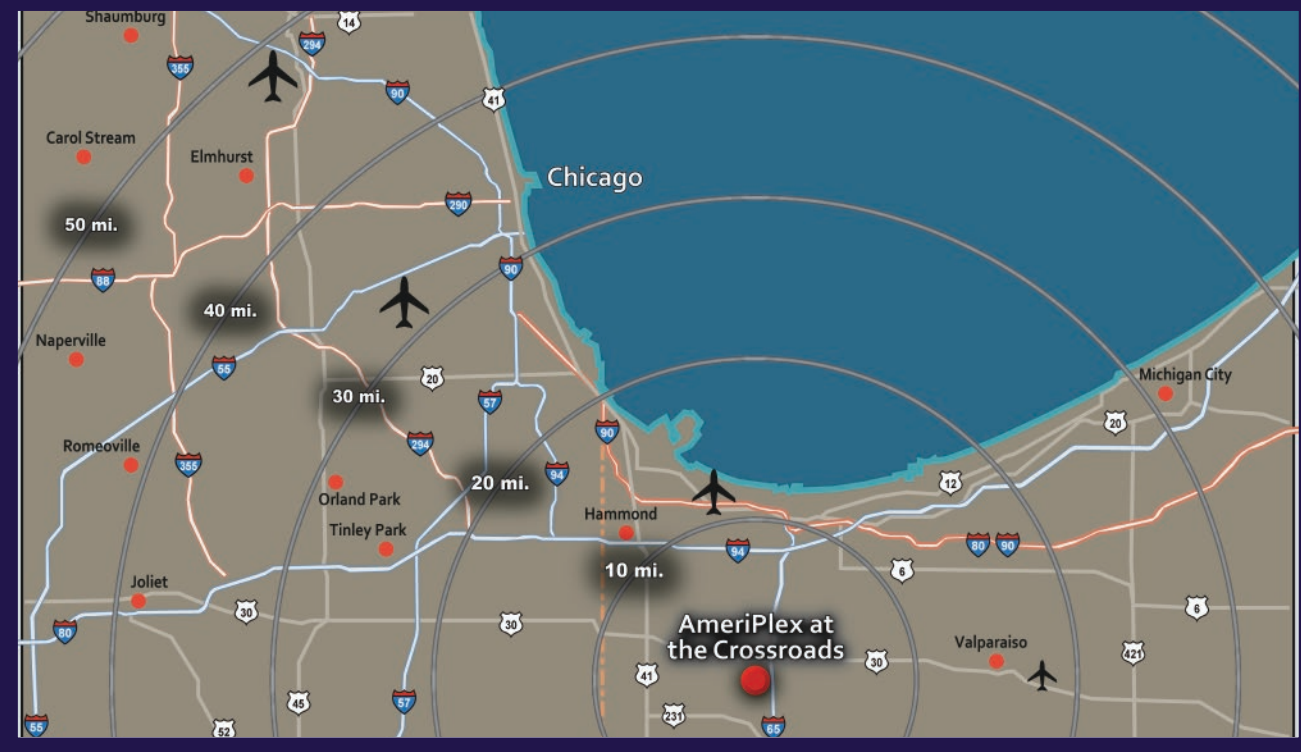 Shaumburg
14
294
355
90
41
Carol Stream
Elmhurst
Chicago
290
50 mi.
90
88
40 mi.
Naperville
55
20
Michigan City
30 mi.
57
20
90
294
Romeoville
355
94
20 mi.
12
Orland Park
Hammond
Tinley Park
94
80
90
10 mi.
6
Joliet
30
30
6
AmeriPlex at
the Crossroads
80
Valparaiso
421
30
41
45
57
231
55
52
65